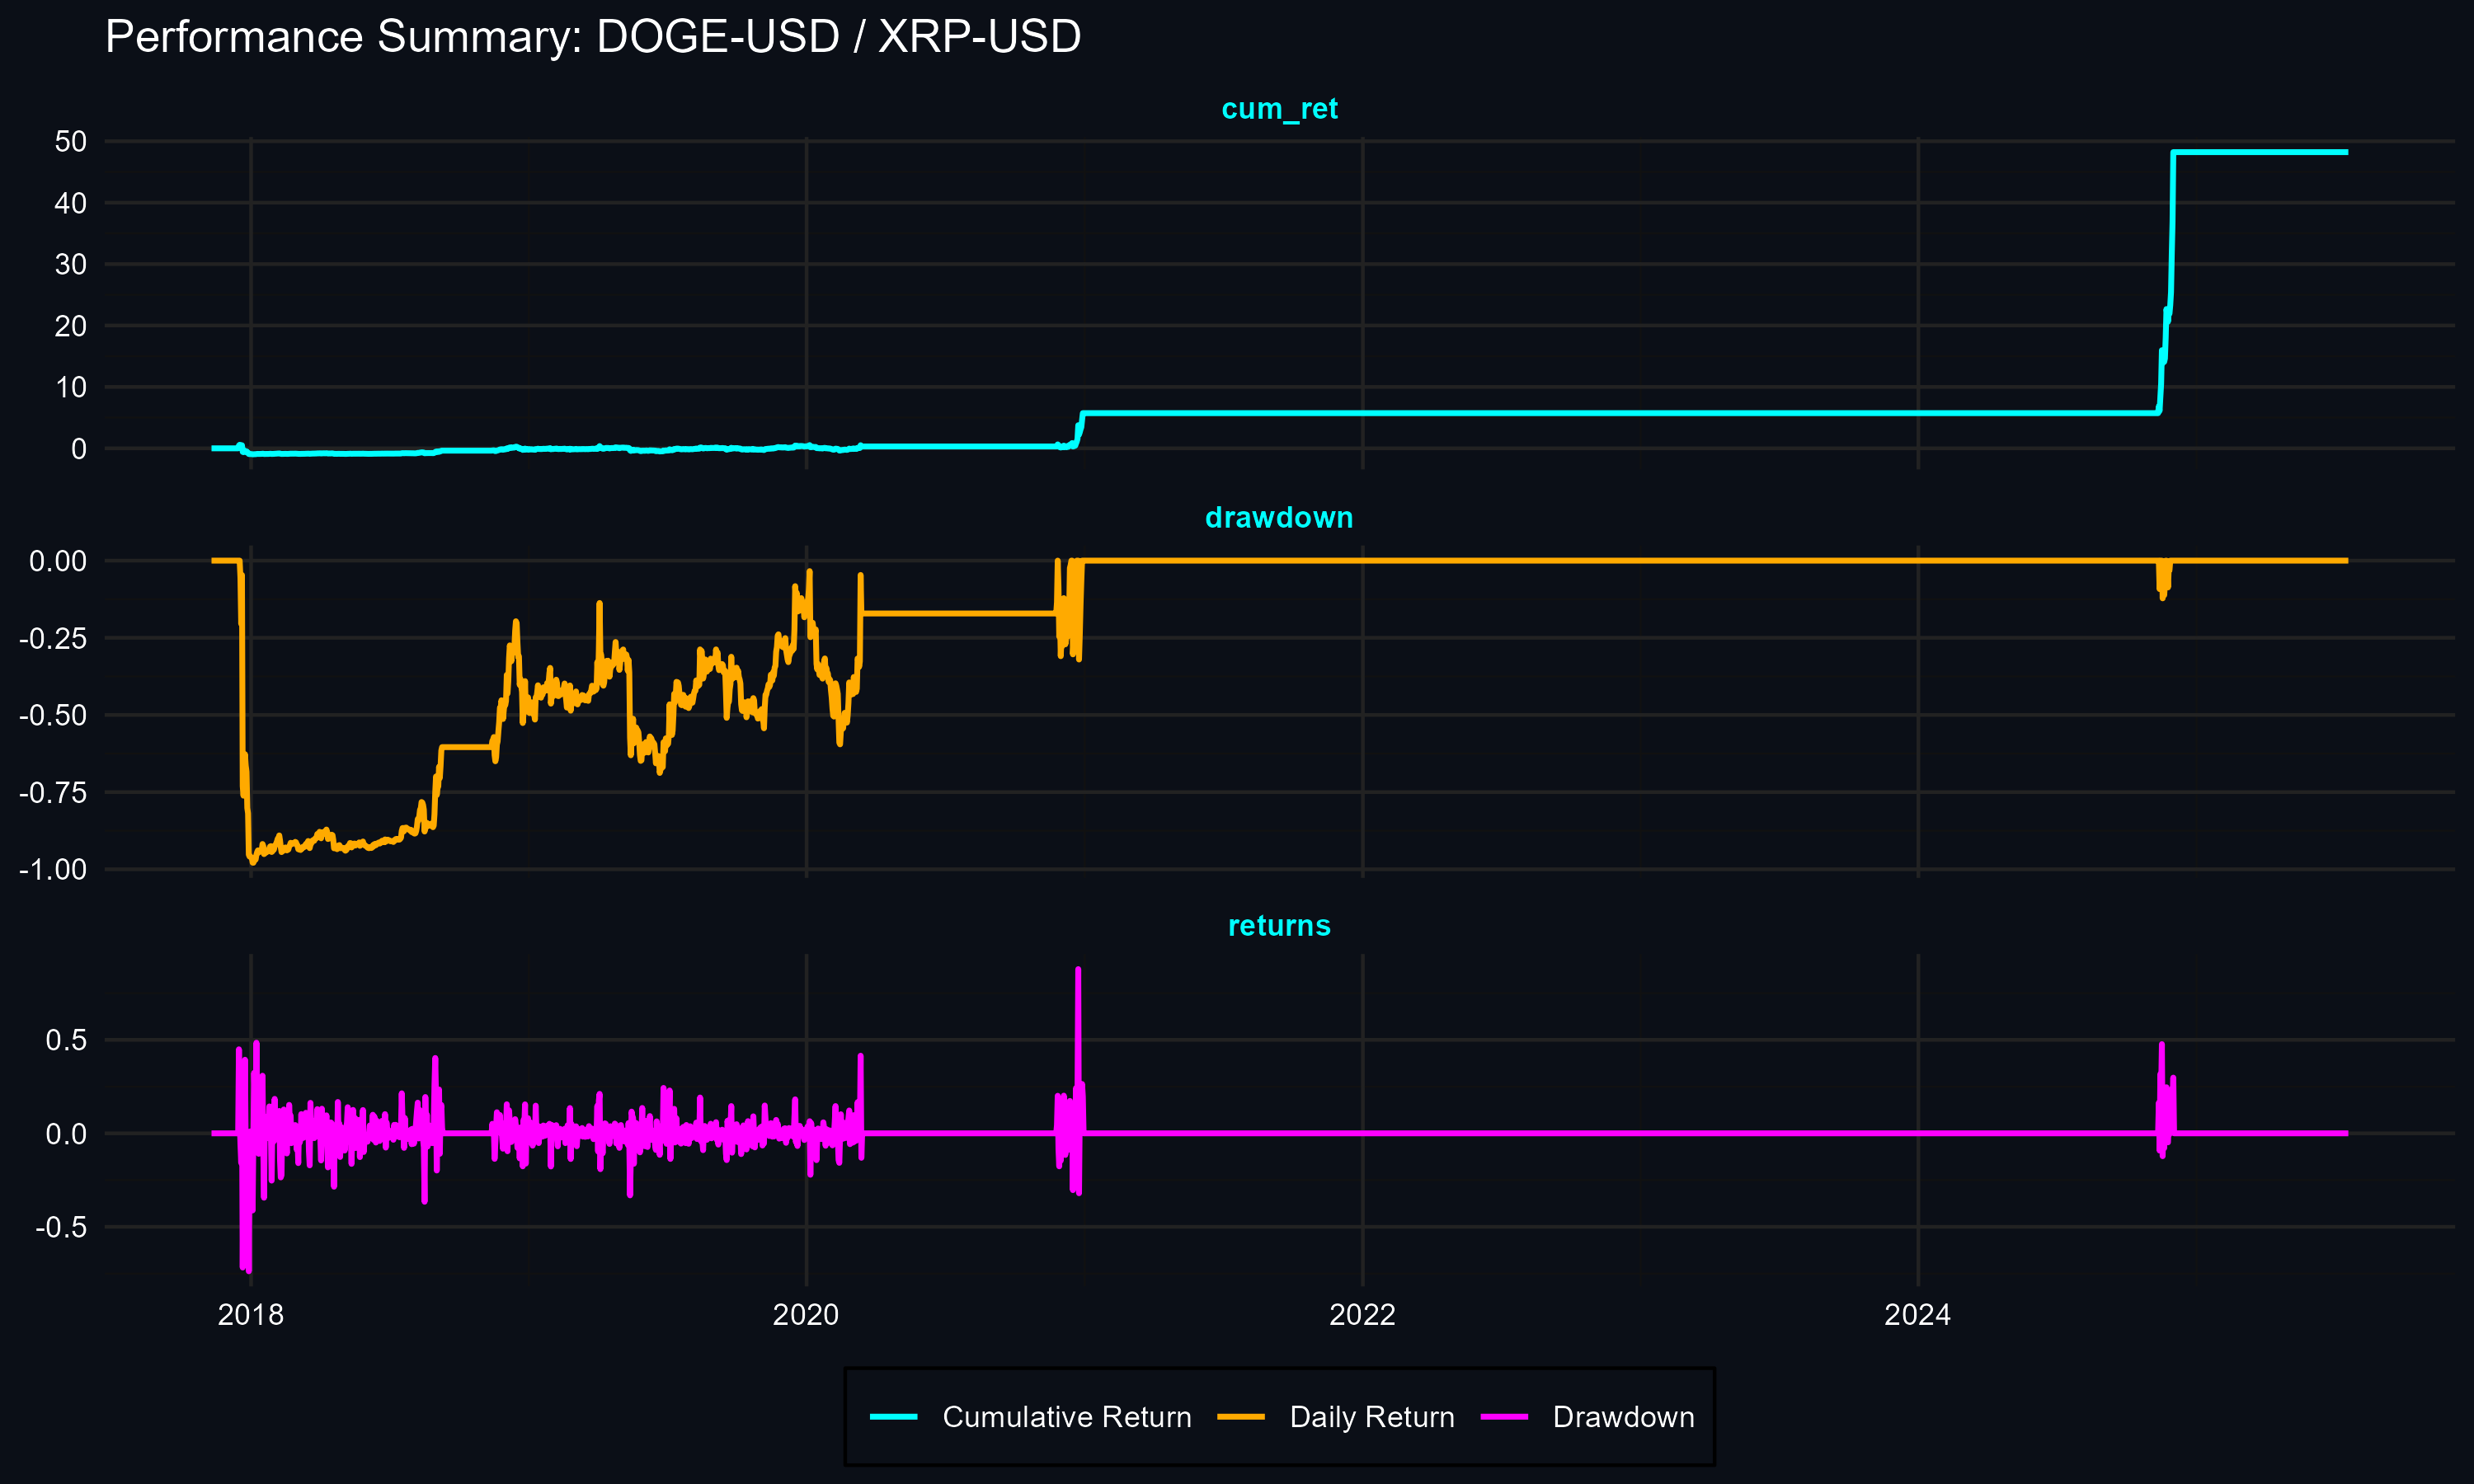 Performance Summary: DOGE-USD / XRP-USD
cum_ret
50
40
30
20
10
0
drawdown
0.00
-0.25
-0.50
-0.75
-1.00
returns
0.5
0.0
-0.5
2018 2020 2022 2024
Cumulative Return Daily Return Drawdown